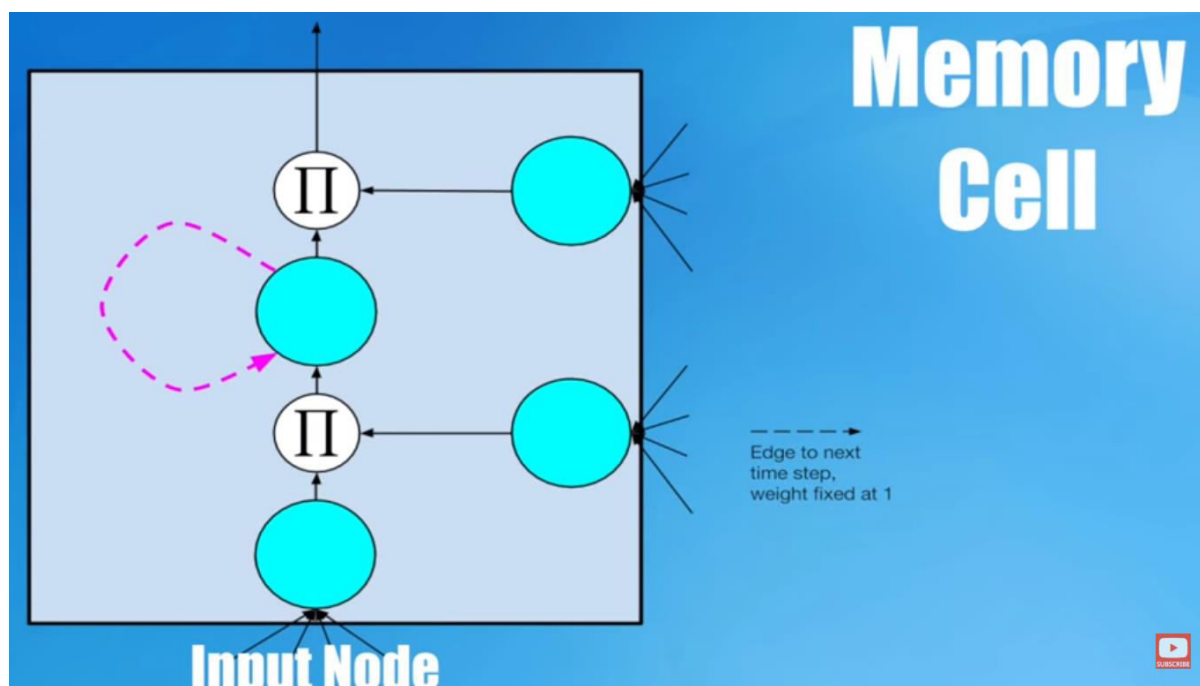 Memory
Cell
Π
Π
Edge to next
time step,
weight fixed at 1
Input Node
SUBSCRIBE